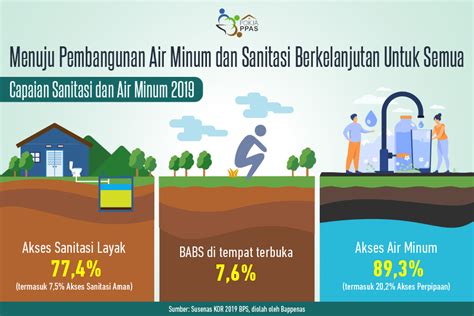 POKJA
PPAS
Menuju Pembangunan Air Minum dan Sanitasi Berkelanjutan Untuk Semua
Capaian Sanitasi dan Air Minum 2019
Akses Sanitasi Layak
77,4%
(termasuk 7,5% Akses Sanitasi Aman)
BABS di tempat terbuka
7,6%
Akses Air Minum
89,3%
(termasuk 20,2% Akses Perpipaan)
Sumber: Susenas KOR 2019 BPS, diolah oleh Bappenas